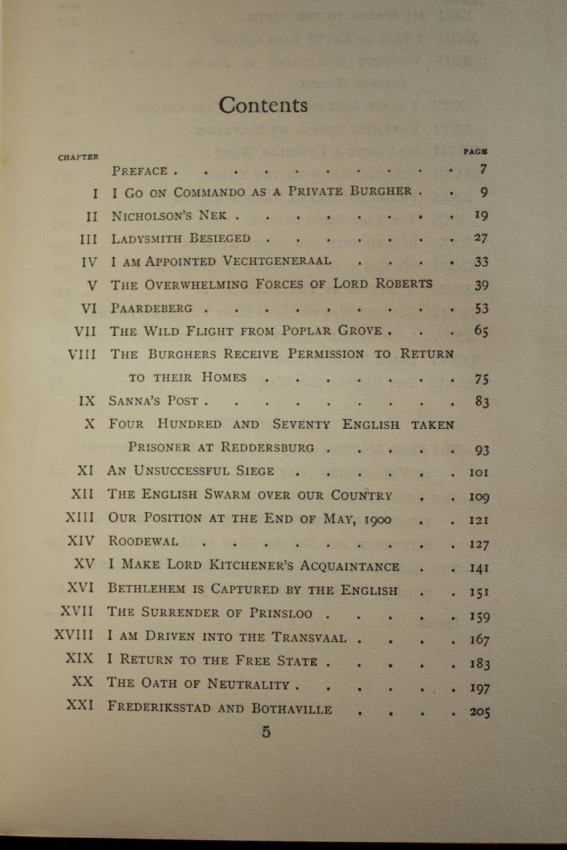 Contents
CHAPTER PAGE
PREFACE . . . . . . . . . . 7
I I GO ON COMMANDO AS A PRIVATE BURGHER . . 9
II NICHOLSON'S NEK . . . . . . . . 19
III LADYSMITH BESIEGED . . . . . . . 27
IV I AM APPOINTED VECHTGENERAAL . . . . 33
V THE OVERWHELMING FORCES OF LORD ROBERTS 39
VI PAARDEBERG . . . . . . . . . 53
VII THE WILD FLIGHT FROM POPLAR GROVE . . . 65
VIII THE BURGHERS RECEIVE PERMISSION TO RETURN
TO THEIR HOMES . . . . . . . 75
IX SANNA'S POST . . . . . . . . . 83
X FOUR HUNDRED AND SEVENTY ENGLISH TAKEN
PRISONER AT REDDERSBURG . . . . . 93
XI AN UNSUCCESSFUL SIEGE . . . . . . 101
XII THE ENGLISH SWARM OVER OUR COUNTRY . . 109
XIII OUR POSITION AT THE END OF MAY, 1900 . . 121
XIV ROODEWAL . . . . . . . . . 127
XV I MAKE LORD KITCHENER'S ACQUAINTANCE . . 141
XVI BETHLEHEM IS CAPTURED BY THE ENGLISH . . 151
XVII THE SURRENDER OF PRINSLOO . . . . . 159
XVIII I AM DRIVEN INTO THE TRANSVAAL . . . . 167
XIX I RETURN TO THE FREE STATE . . . . . 183
XX THE OATH OF NEUTRALITY . . . . . . 197
XXI FREDERIKSSTAD AND BOTHAVILLE . . . . 205
5